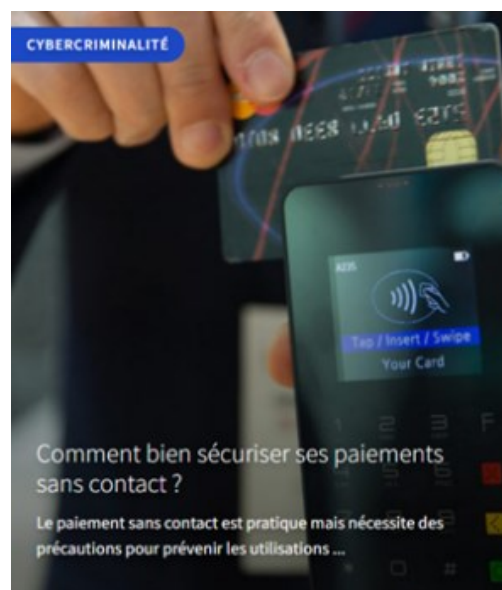 CYBERCRIMINALITÉ
A035
Tap / Insert / Swipe
Your Card
Comment bien sécuriser ses paiements
sans contact ?
Le paiement sans contact est pratique mais nécessite des
précautions pour prévenir les utilisations ...